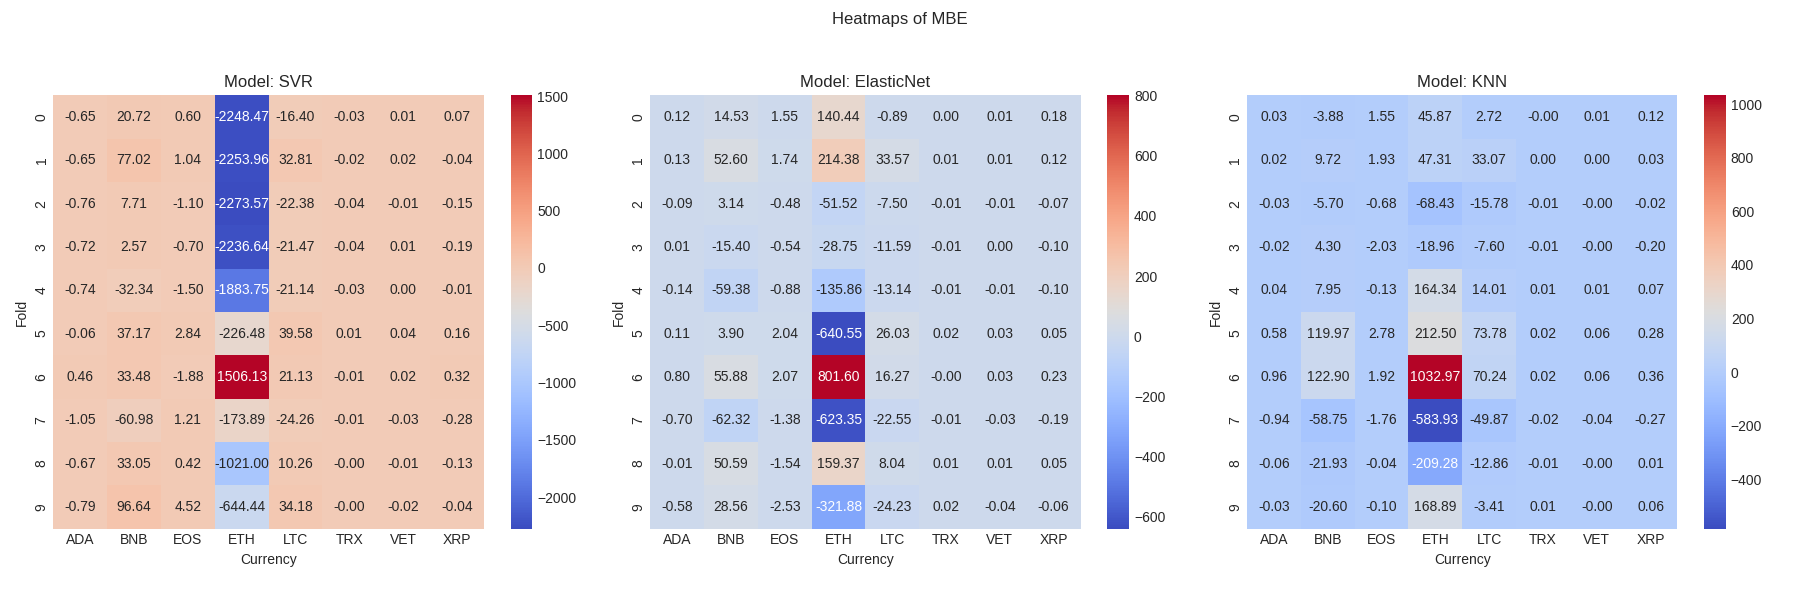 Heatmaps of MBE
Model: SVR
Fold
0 -0.65 20.72 0.60 -2248.47 -16.40 -0.03 0.01 0.07
1 -0.65 77.02 1.04 -2253.96 32.81 -0.02 0.02 -0.04
2 -0.76 7.71 -1.10 -2273.57 -22.38 -0.04 -0.01 -0.15
3 -0.72 2.57 -0.70 -2236.64 -21.47 -0.04 0.01 -0.19
4 -0.74 -32.34 -1.50 -1883.75 -21.14 -0.03 0.00 -0.01
5 -0.06 37.17 2.84 -226.48 39.58 0.01 0.04 0.16
6 0.46 33.48 -1.88 1506.13 21.13 -0.01 0.02 0.32
7 -1.05 -60.98 1.21 -173.89 -24.26 -0.01 -0.03 -0.28
8 -0.67 33.05 0.42 -1021.00 10.26 -0.00 -0.01 -0.13
9 -0.79 96.64 4.52 -644.44 34.18 -0.00 -0.02 -0.04
ADA BNB EOS ETH LTC TRX VET XRP
Currency
1500
1000
500
0
−500
−1000
−1500
−2000
Model: ElasticNet
Fold
0 0.12 14.53 1.55 140.44 -0.89 0.00 0.01 0.18
1 0.13 52.60 1.74 214.38 33.57 0.01 0.01 0.12
2 -0.09 3.14 -0.48 -51.52 -7.50 -0.01 -0.01 -0.07
3 0.01 -15.40 -0.54 -28.75 -11.59 -0.01 0.00 -0.10
4 -0.14 -59.38 -0.88 -135.86 -13.14 -0.01 -0.01 -0.10
5 0.11 3.90 2.04 -640.55 26.03 0.02 0.03 0.05
6 0.80 55.88 2.07 801.60 16.27 -0.00 0.03 0.23
7 -0.70 -62.32 -1.38 -623.35 -22.55 -0.01 -0.03 -0.19
8 -0.01 50.59 -1.54 159.37 8.04 0.01 0.01 0.05
9 -0.58 28.56 -2.53 -321.88 -24.23 0.02 -0.04 -0.06
ADA BNB EOS ETH LTC TRX VET XRP
Currency
800
600
400
200
0
−200
−400
−600
Model: KNN
Fold
0 0.03 -3.88 1.55 45.87 2.72 -0.00 0.01 0.12
1 0.02 9.72 1.93 47.31 33.07 0.00 0.00 0.03
2 -0.03 -5.70 -0.68 -68.43 -15.78 -0.01 -0.00 -0.02
3 -0.02 4.30 -2.03 -18.96 -7.60 -0.01 -0.00 -0.20
4 0.04 7.95 -0.13 164.34 14.01 0.01 0.01 0.07
5 0.58 119.97 2.78 212.50 73.78 0.02 0.06 0.28
6 0.96 122.90 1.92 1032.97 70.24 0.02 0.06 0.36
7 -0.94 -58.75 -1.76 -583.93 -49.87 -0.02 -0.04 -0.27
8 -0.06 -21.93 -0.04 -209.28 -12.86 -0.01 -0.00 0.01
9 -0.03 -20.60 -0.10 168.89 -3.41 0.01 -0.00 0.06
ADA BNB EOS ETH LTC TRX VET XRP
Currency
1000
800
600
400
200
0
−200
−400